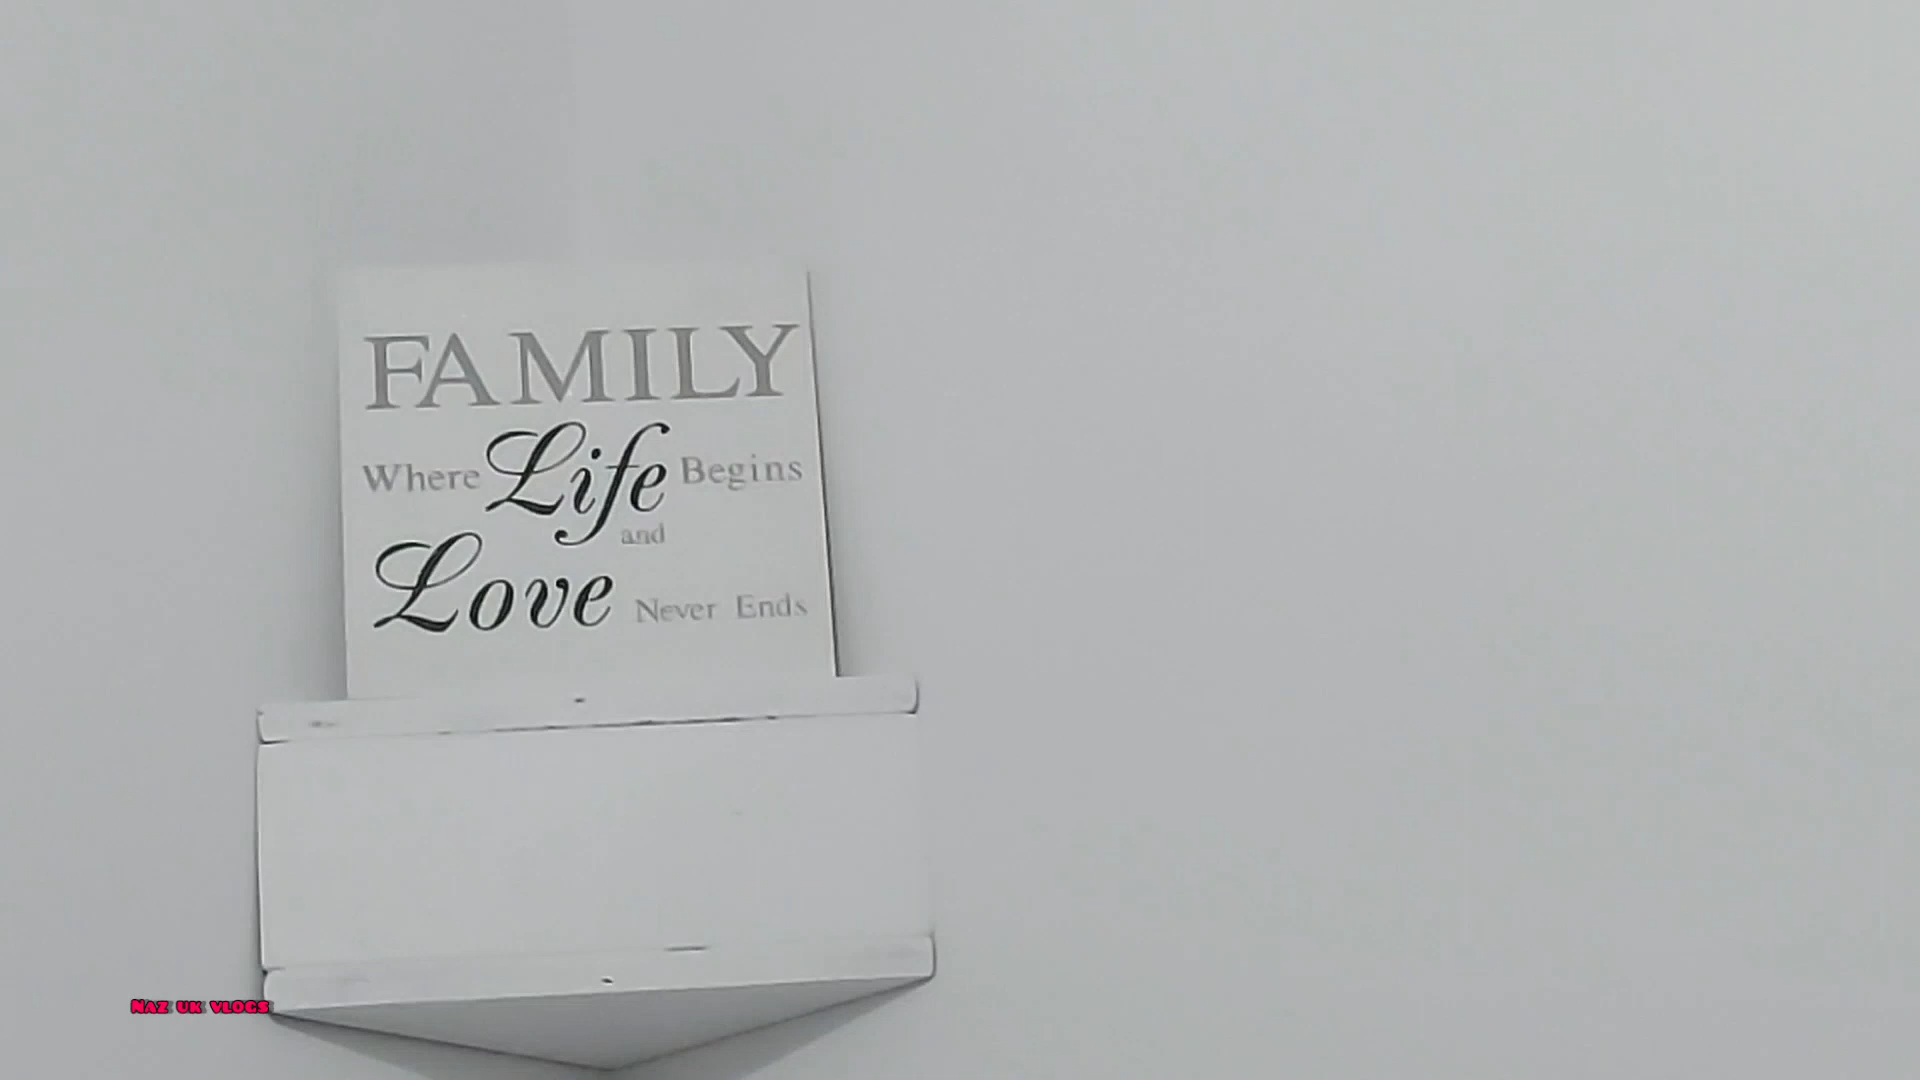 FAMILY
Where Life Begins
and
Love Never Ends
Naz uk vlogs